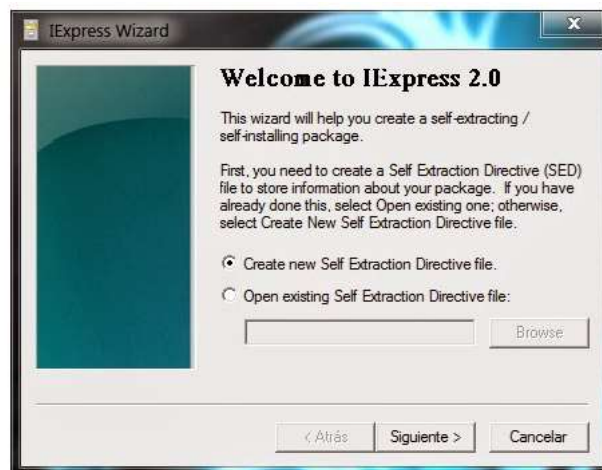 IExpress Wizard
X
Welcome to IExpress 2.0
This wizard will help you create a self-extracting /
self-installing package.
First, you need to create a Self Extraction Directive (SED)
file to store information about your package. If you have
already done this, select Open existing one; otherwise,
select Create New Self Extraction Directive file.
Create new Self Extraction Directive file.
Open existing Self Extraction Directive file:
Browse
< Atrás
Siguiente >
Cancelar